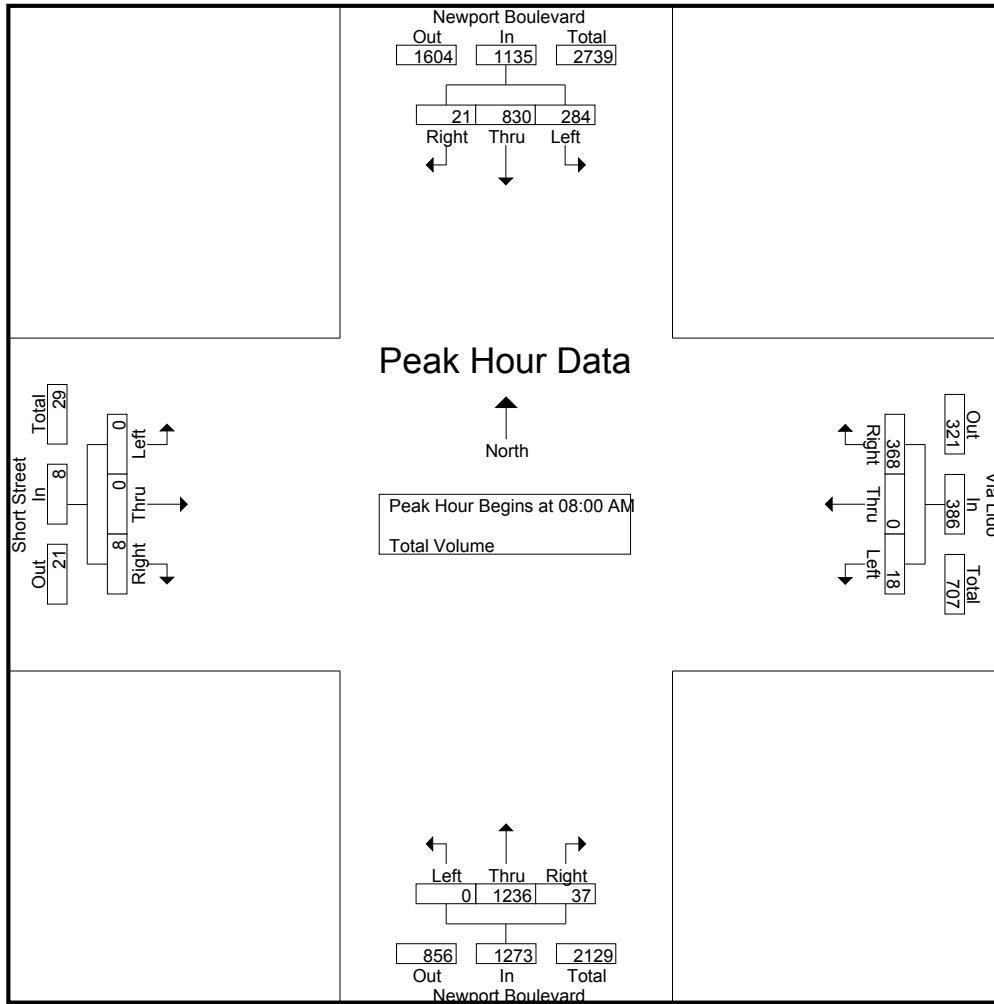 Newport Boulevard
Out In Total
1604 1135 2739
21 830 284
Right Thru Left
Peak Hour Data
North
Peak Hour Begins at 08:00 AM
Total Volume
Short Street
Total In Out
29 8 21
0 0 8
Left Thru Right
Right Thru Left
368 0 18
321 386 707
Out In Total
Via Lido
Left Thru Right
0 1236 37
856 1273 2129
Out In Total
Newport Boulevard